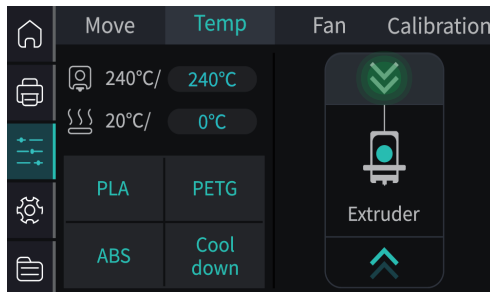 Move Temp Fan Calibration
240°C/ 240°C
20°C/ 0°C
PLA PETG
ABS Cool down
Extruder